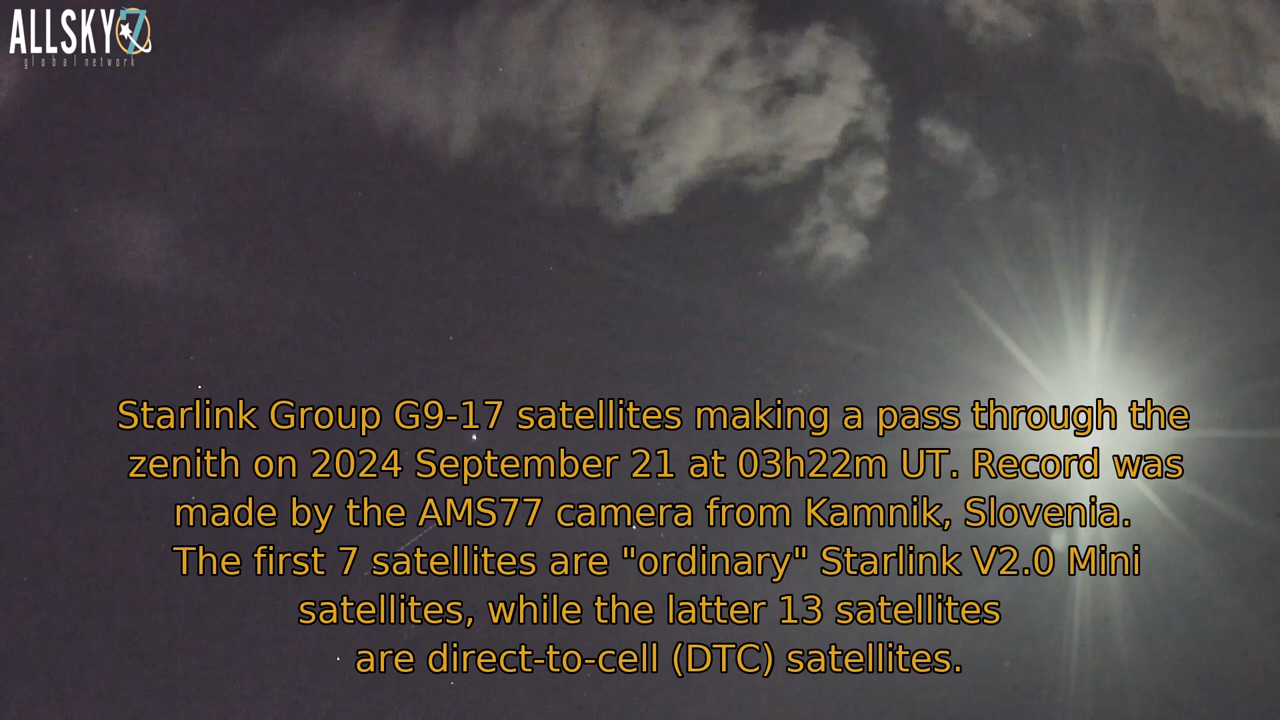 ALLSKY7
global network
Starlink Group G9-17 satellites making a pass through the
zenith on 2024 September 21 at 03h22m UT. Record was
made by the AMS77 camera from Kamnik, Slovenia.
The first 7 satellites are "ordinary" Starlink V2.0 Mini
satellites, while the latter 13 satellites
are direct-to-cell (DTC) satellites.